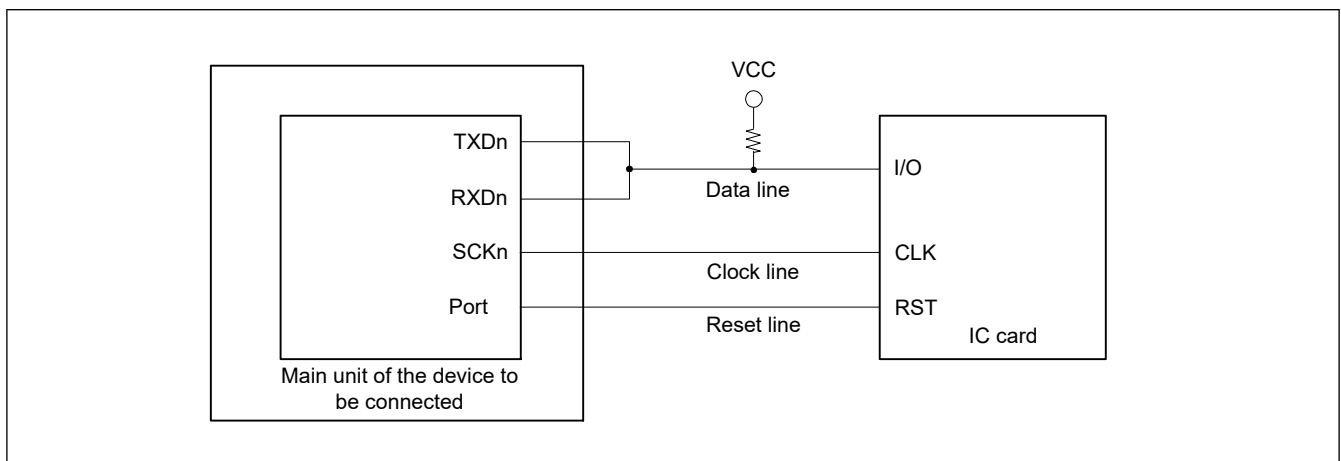 VCC
TXDn
RXDn
SCKn
Port
Data line
Clock line
Reset line
I/O
CLK
RST
IC card
Main unit of the device to
be connected